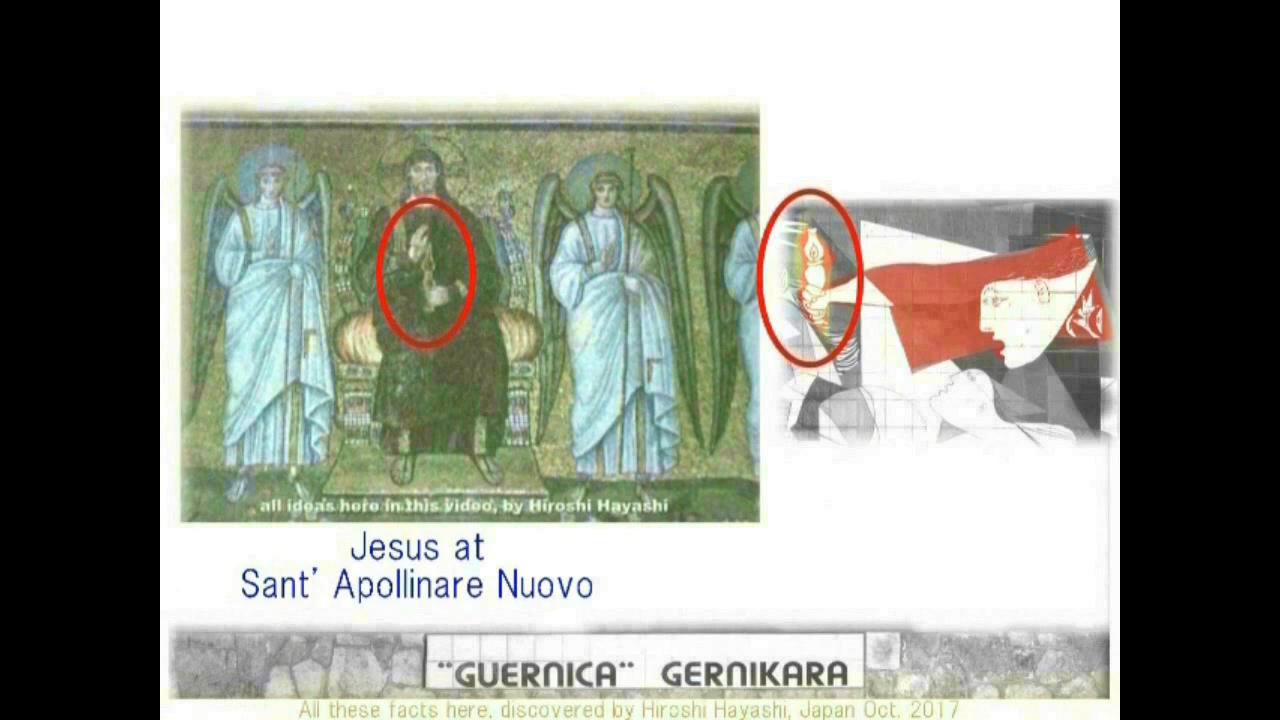 all ideas here in this video, by Hiroshi Hayashi
Jesus at
Sant' Apollinare Nuovo
"GUERNICA" GERNIKARA
All these facts here, discovered by Hiroshi Hayashi, Japan Oct. 2017